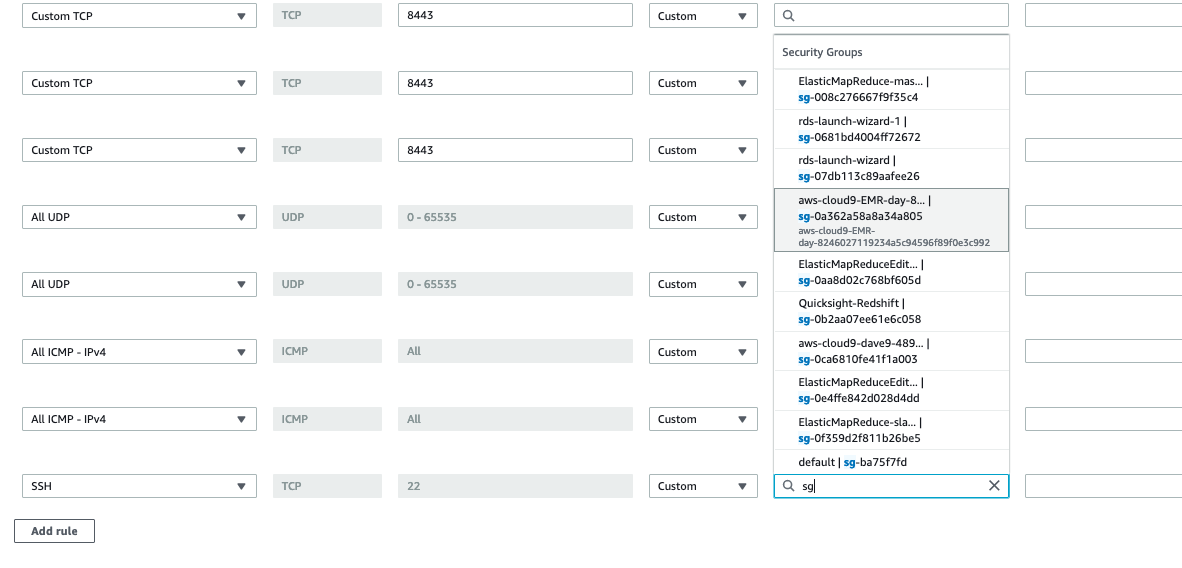 Custom TCP TCP 8443 Custom
Security Groups
ElasticMapReduce-mas... |
sg-008c276667f9f35c4
Custom TCP TCP 8443 Custom
rds-launch-wizard-1 |
sg-0681bd4004ff72672
Custom TCP TCP 8443 Custom
rds-launch-wizard |
sg-07db113c89aafee26
aws-cloud9-EMR-day-8... |
sg-0a362a58a8a34a805
All UDP UDP 0 - 65535 Custom
aws-cloud9-EMR-
day-8246027119234a5c94596f89f0e3c992
ElasticMapReduceEdit... |
sg-0aa8d02c768bf605d
All UDP UDP 0 - 65535 Custom
Quicksight-Redshift |
sg-0b2aa07ee61e6c058
aws-cloud9-dave9-489... |
sg-0ca6810fe41f1a003
All ICMP - IPv4 ICMP All Custom
ElasticMapReduceEdit... |
sg-0e4ffe842d028d4dd
All ICMP - IPv4 ICMP All Custom
ElasticMapReduce-sla... |
sg-0f359d2f811b26be5
default | sg-ba75f7fd
SSH TCP 22 Custom sg
Add rule